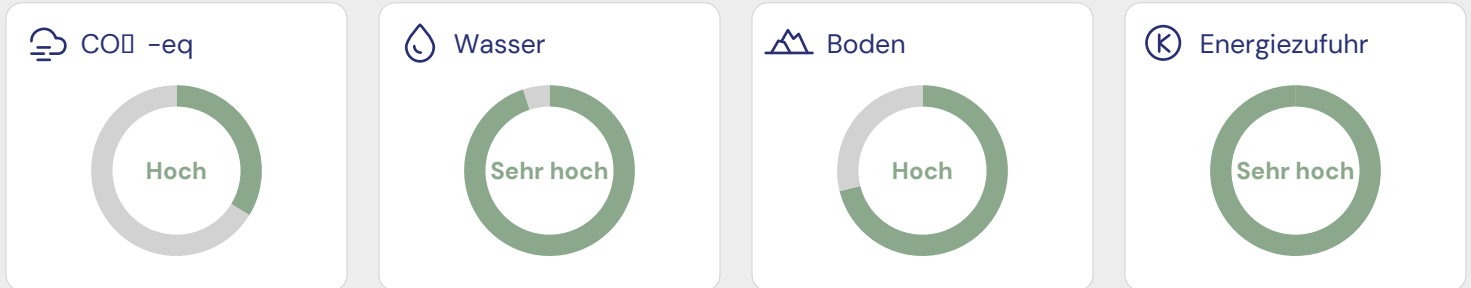 CO▯ -eq
Hoch
Wasser
Sehr hoch
Boden
Hoch
Energiezufuhr
Sehr hoch